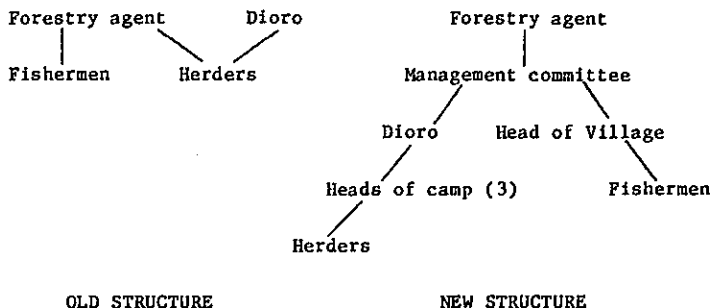 Forestry agent Dioro Forestry agent
Fishermen Herders Management committee
Dioro Head of Village
Heads of camp (3) Fishermen
Herders
OLD STRUCTURE NEW STRUCTURE